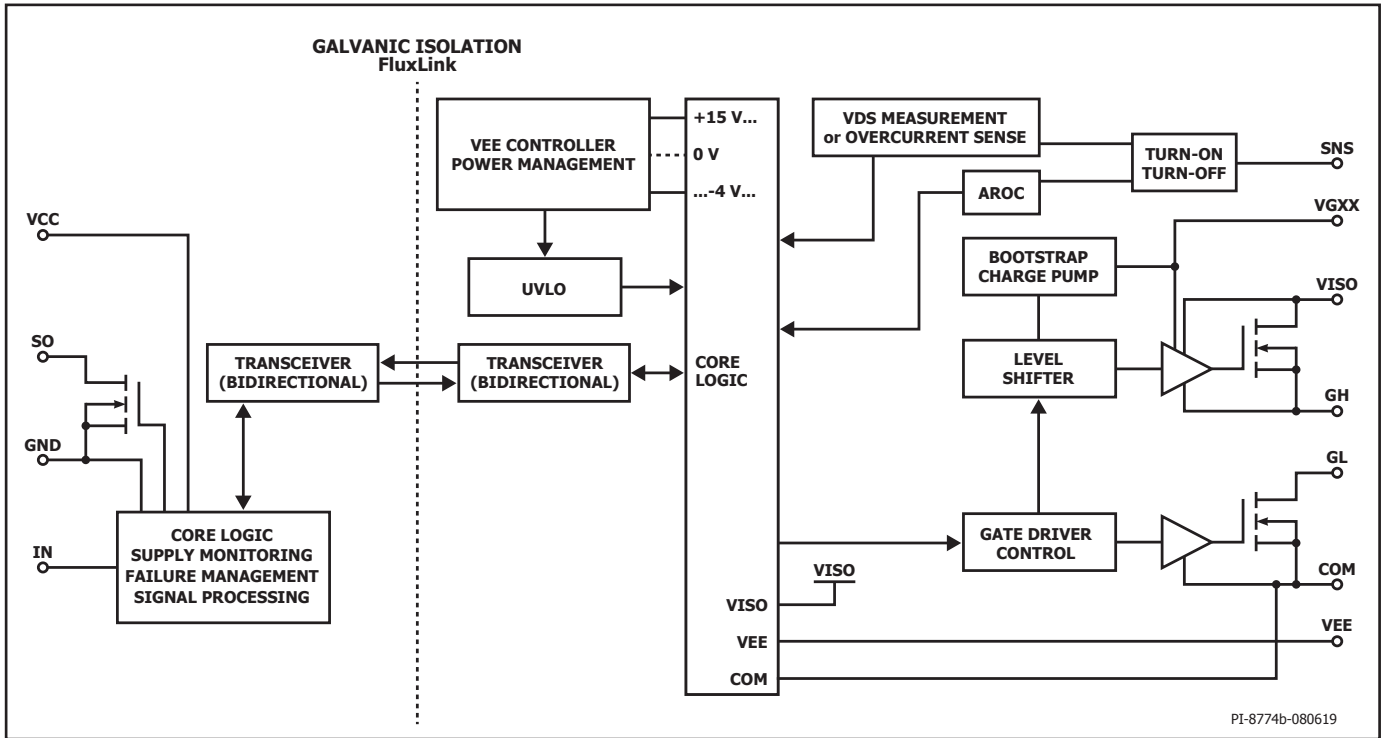 GALVANIC ISOLATION
FluxLink
VCC
SO
GND
IN
CORE LOGIC
SUPPLY MONITORING
FAILURE MANAGEMENT
SIGNAL PROCESSING
TRANSCEIVER
(BIDIRECTIONAL)
TRANSCEIVER
(BIDIRECTIONAL)
VEE CONTROLLER
POWER MANAGEMENT
UVLO
+15 V...
0 V
...-4 V...
CORE
LOGIC
VISO
VEE
COM
VISO
VDS MEASUREMENT
or OVERCURRENT SENSE
AROC
TURN-ON
TURN-OFF
BOOTSTRAP
CHARGE PUMP
LEVEL
SHIFTER
GATE DRIVER
CONTROL
SNS
VGXX
VISO
GH
GL
COM
VEE
PI-8774b-080619